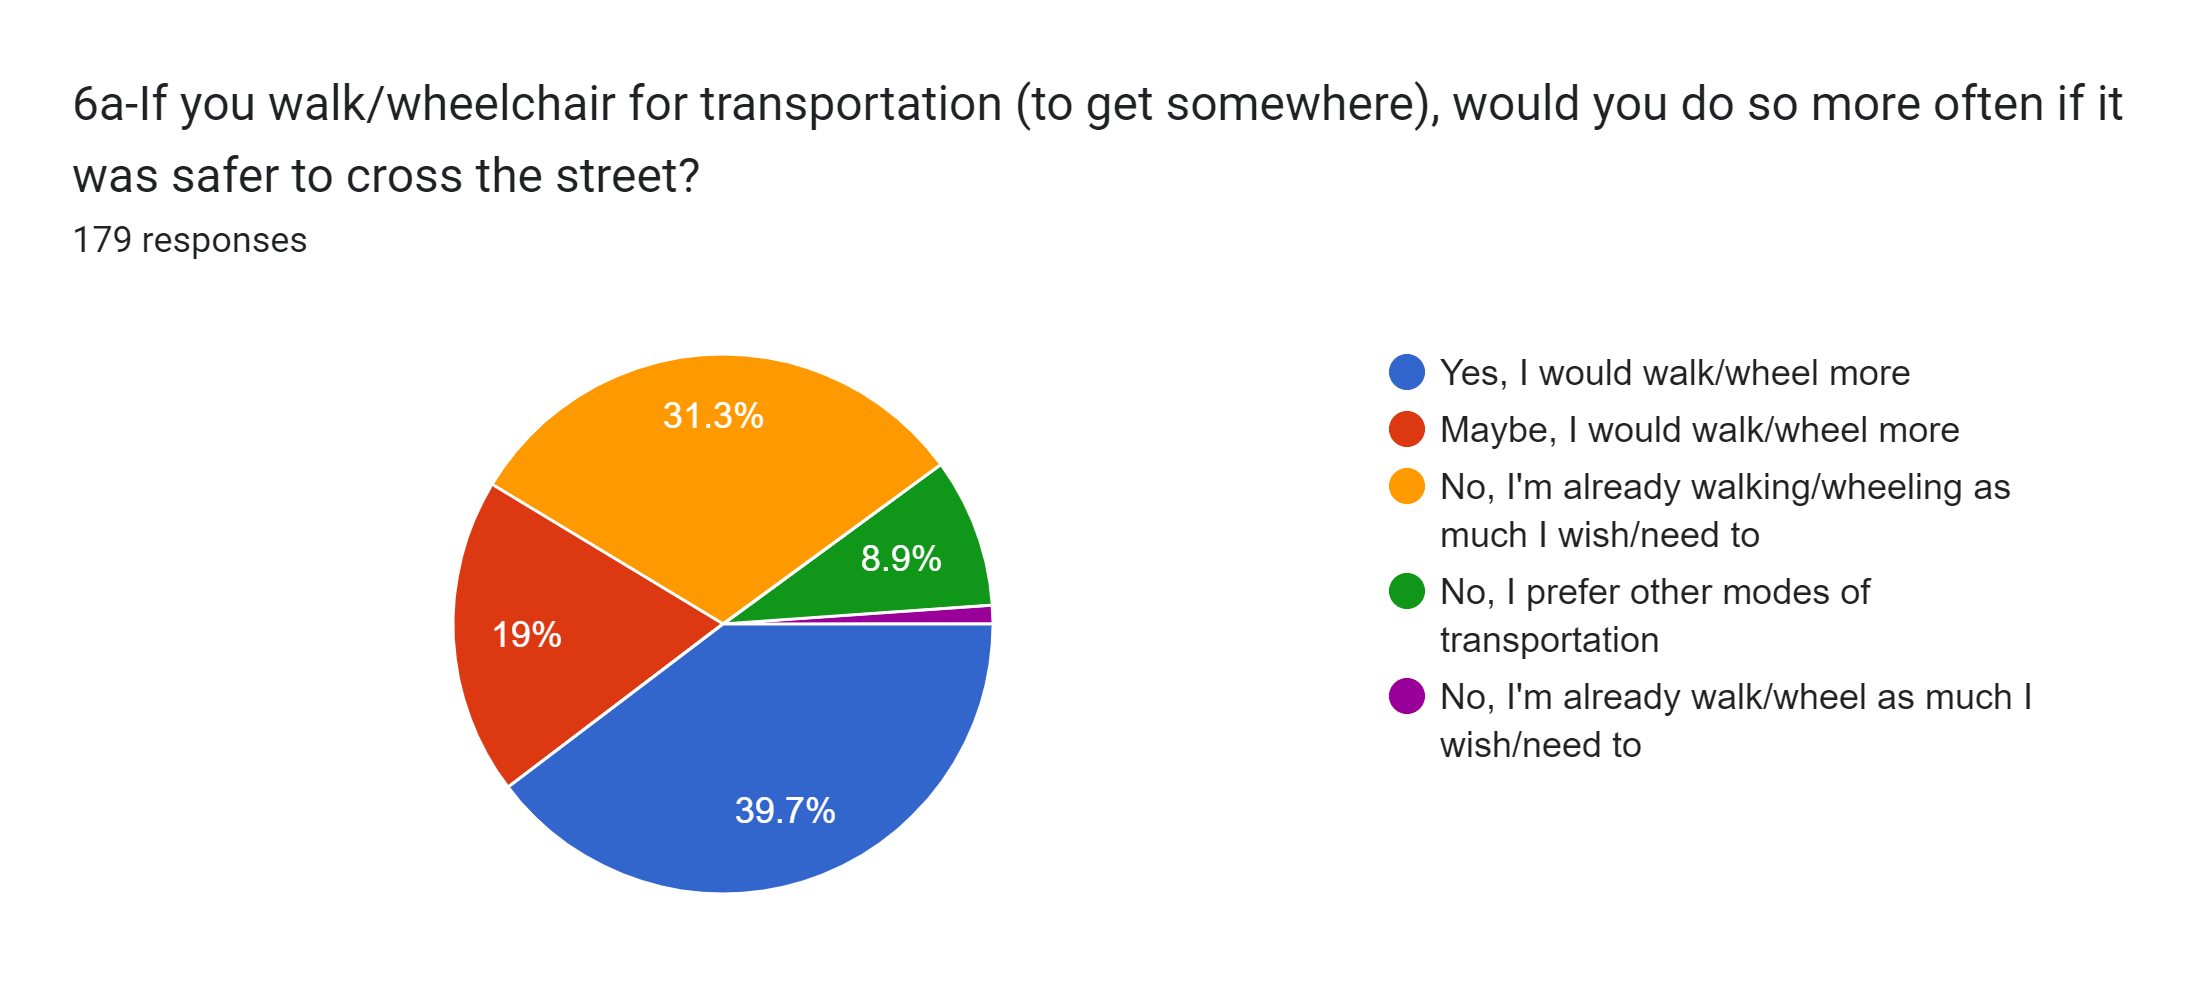 6a-If you walk/wheelchair for transportation (to get somewhere), would you do so more often if it
was safer to cross the street?
179 responses
31.3%
8.9%
19%
39.7%
Yes, I would walk/wheel more
Maybe, I would walk/wheel more
No, I'm already walking/wheeling as
much I wish/need to
No, I prefer other modes of
transportation
No, I'm already walk/wheel as much I
wish/need to